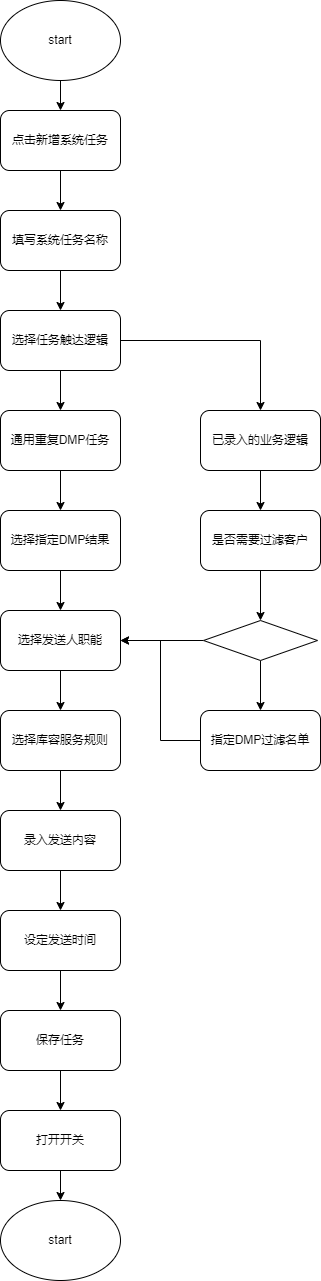 start
点击新增系统任务
填写系统任务名称
选择任务触达逻辑
通用重复DMP任务
已录入的业务逻辑
选择指定DMP结果
是否需要过滤客户
选择发送人职能
选择库容服务规则
指定DMP过滤名单
录入发送内容
设定发送时间
保存任务
打开开关
start